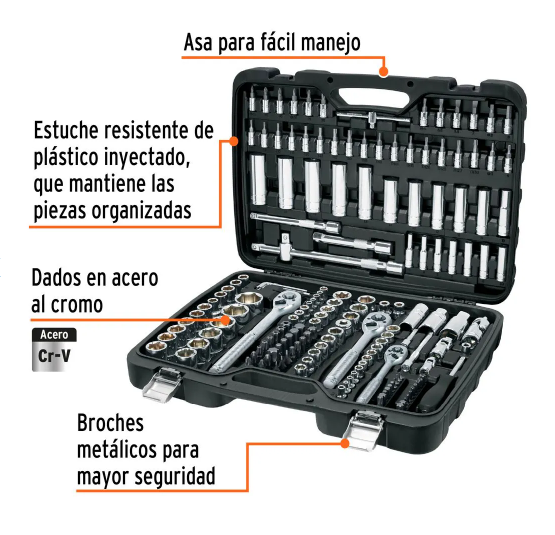 Asa para fácil manejo
Estuche resistente de
plástico inyectado,
que mantiene las
piezas organizadas
Dados en acero
al cromo
Acero
Cr-V
Broches
metálicos para
mayor seguridad